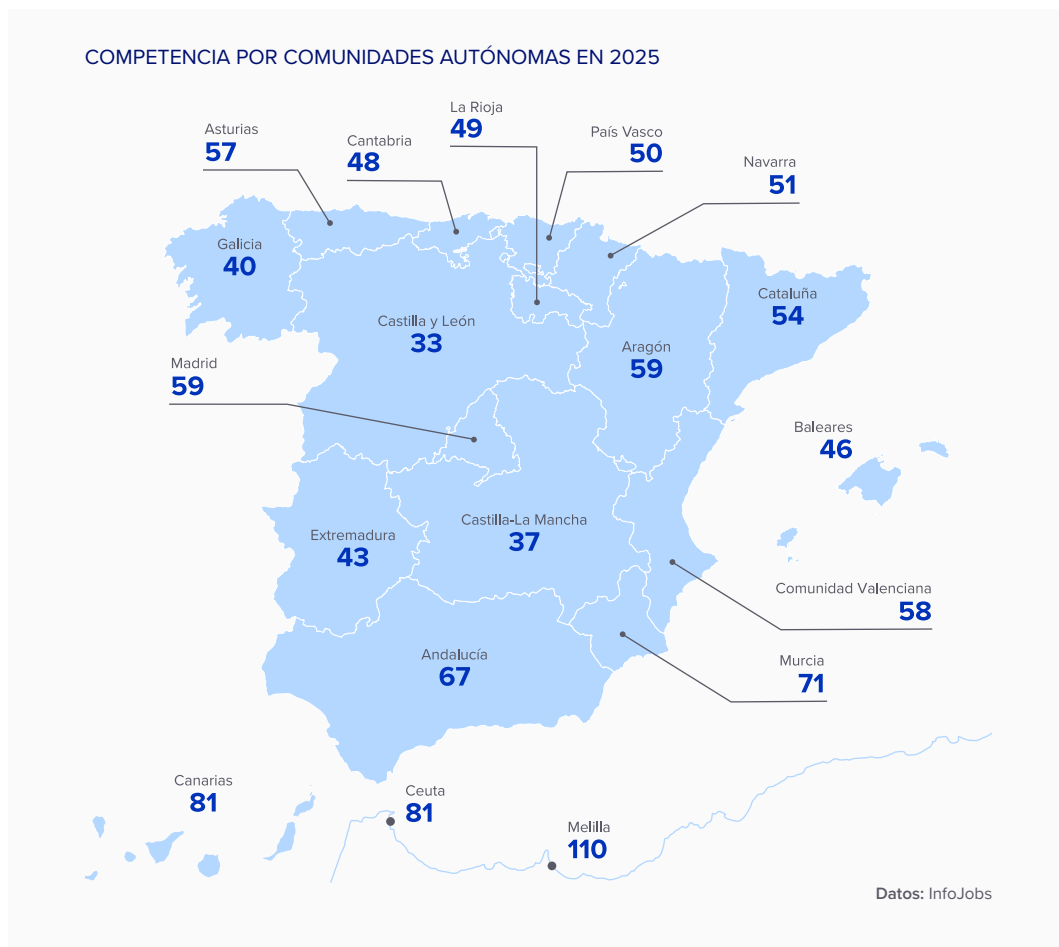 COMPETENCIA POR COMUNIDADES AUTÓNOMAS EN 2025
La Rioja
49
Asturias
57
Cantabria
48
País Vasco
50
Navarra
51
Galicia
40
Cataluña
54
Castilla y León
33
Aragón
59
Madrid
59
Baleares
46
Castilla-La Mancha
37
Extremadura
43
Comunidad Valenciana
58
Andalucía
67
Murcia
71
Canarias
81
Ceuta
81
Melilla
110
Datos: InfoJobs